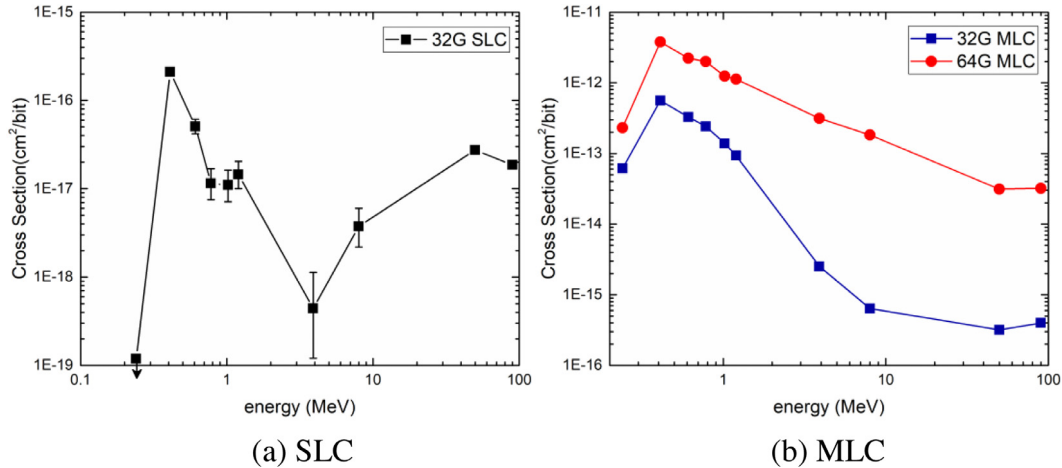 1E-15
32G SLC
1E-16
1E-17
1E-18
1E-19
Cross Section(cm²/bit)
0.1
1
10
100
energy (MeV)
(a) SLC
1E-11
32G MLC
64G MLC
1E-12
1E-13
1E-14
1E-15
1E-16
Cross Section(cm²/bit)
1
10
100
energy (MeV)
(b) MLC